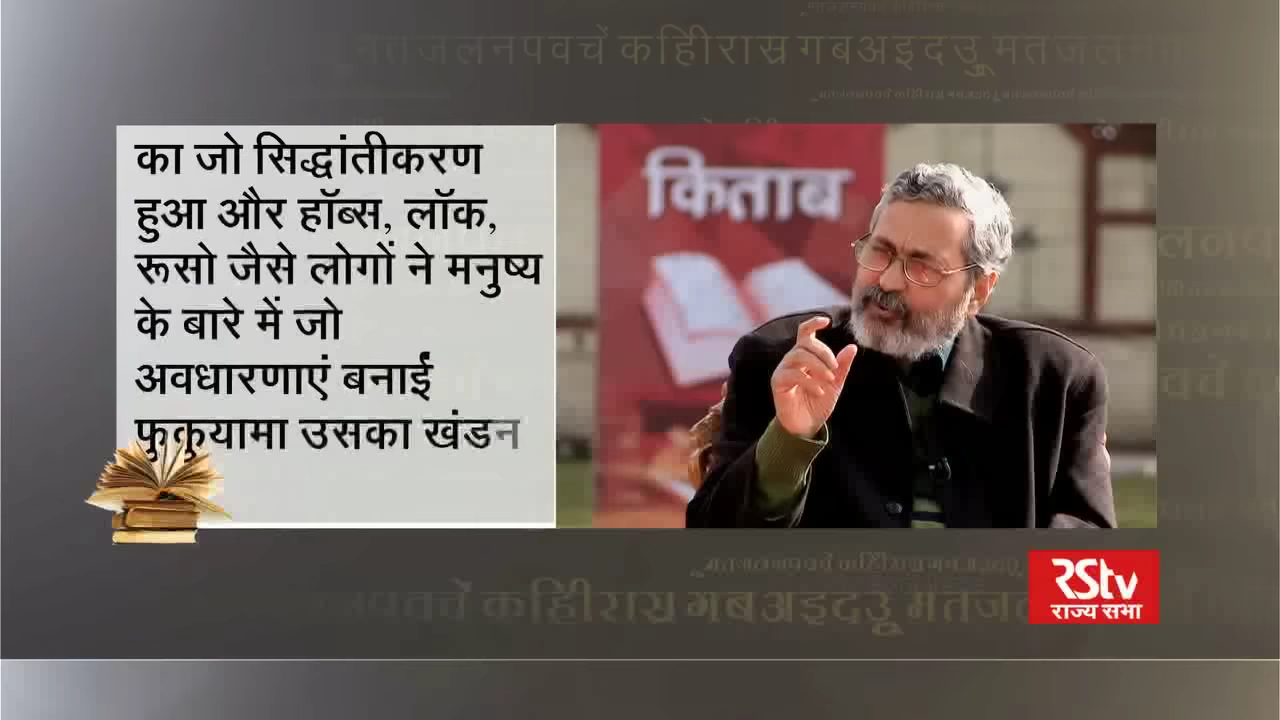 का जो सिद्धांतीकरण
हुआ और हॉब्स, लॉक,
रूसो जैसे लोगों ने मनुष्य
के बारे में जो
अवधारणाएं बनाईं
फुकुयामा उसका खंडन
किताब
RSTV
राज्य सभा